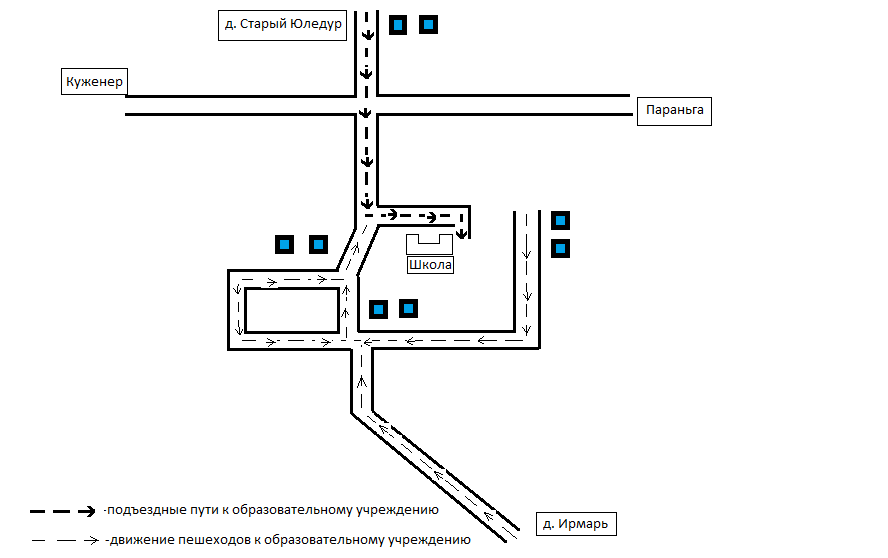 д. Старый Юледур
Куженер
Параньга
Школа
д. Ирмарь
-подъездные пути к образовательному учреждению
-движение пешеходов к образовательному учреждению